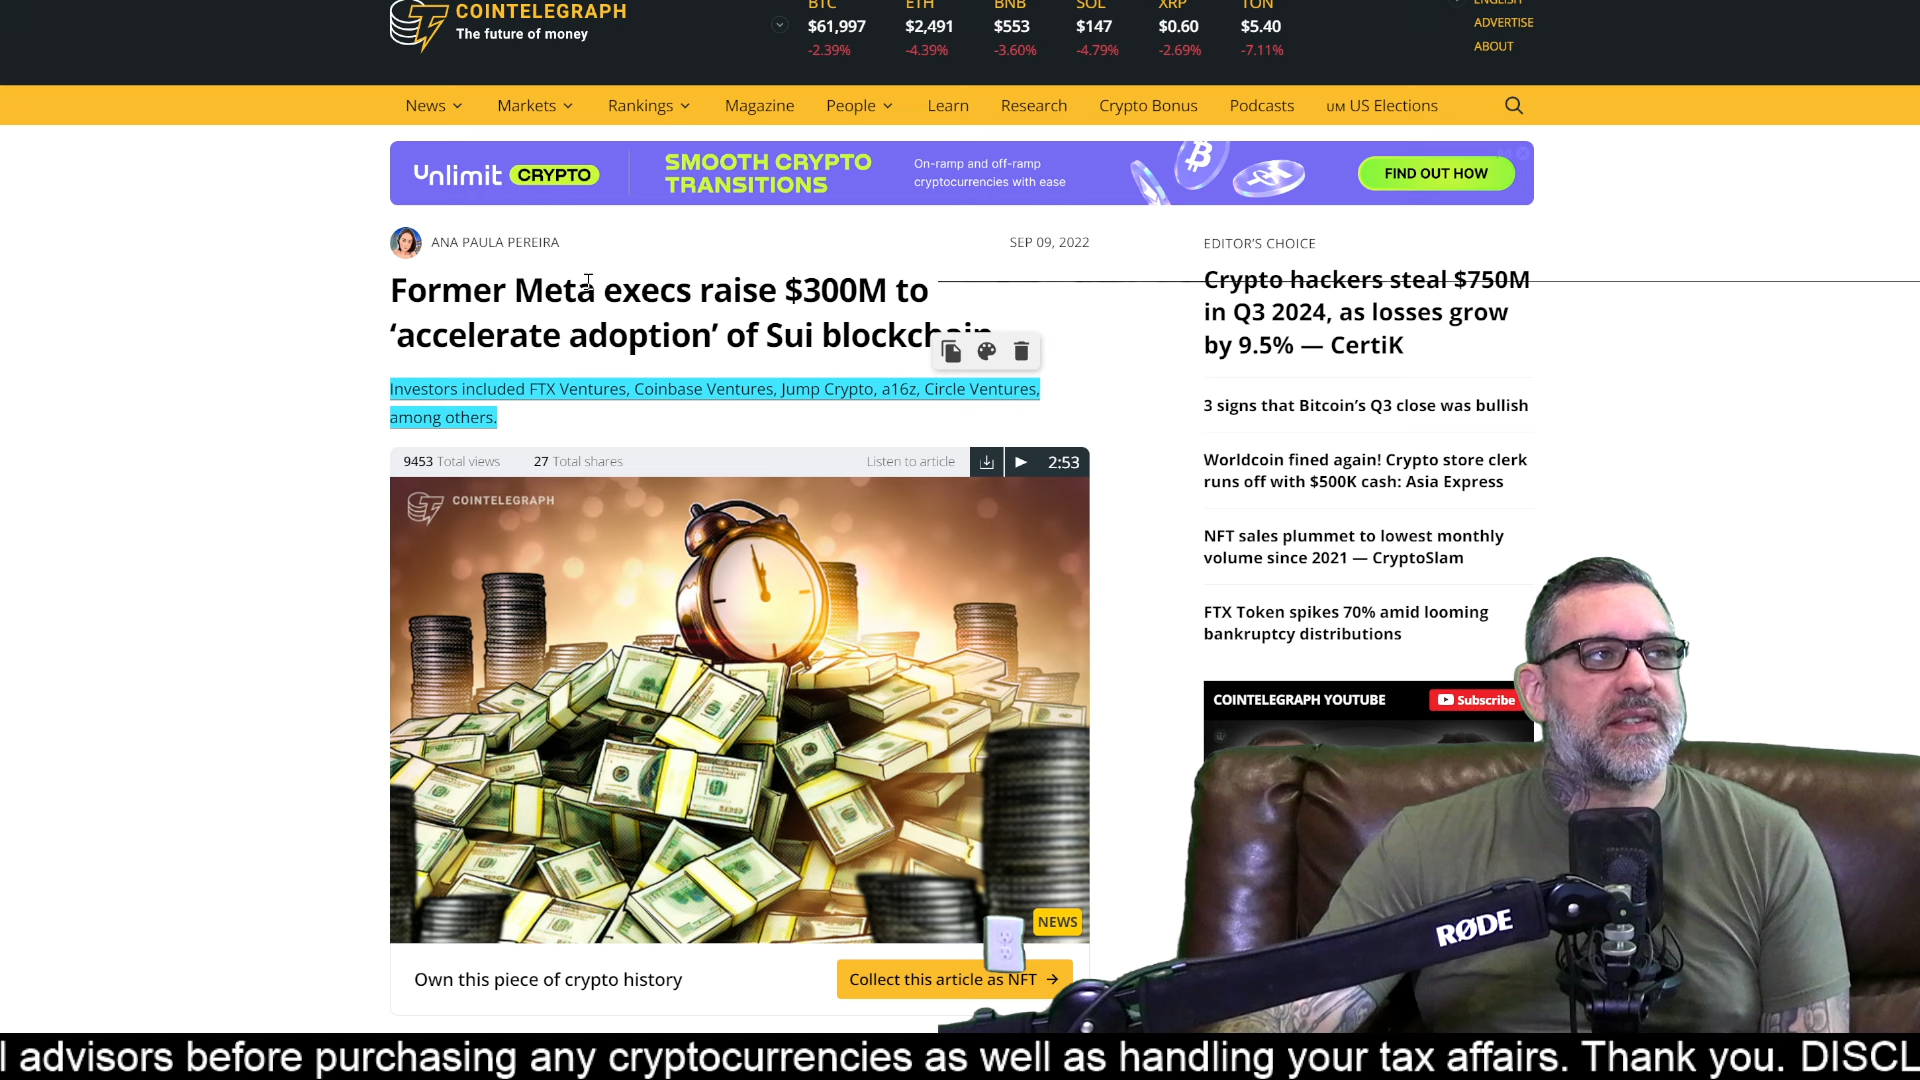 COINTELEGRAPH
The future of money
BTC ETH BNB SOL XRP TON
$61,997 $2,491 $553 $147 $0.60 $5.40
-2.39% -4.39% -3.60% -4.79% -2.69% -7.11%
ENGLISH
ADVERTISE
ABOUT
News Markets Rankings Magazine People Learn Research Crypto Bonus Podcasts UM US Elections
Unlimit CRYPTO
SMOOTH CRYPTO
TRANSITIONS
On-ramp and off-ramp
cryptocurrencies with ease
FIND OUT HOW
ANA PAULA PEREIRA
SEP 09, 2022
Former Meta execs raise $300M to
‘accelerate adoption’ of Sui blockchain
Investors included FTX Ventures, Coinbase Ventures, Jump Crypto, a16z, Circle Ventures,
among others.
9453 Total views 27 Total shares Listen to article 2:53
COINTELEGRAPH
NEWS
Own this piece of crypto history
Collect this article as NFT →
EDITOR’S CHOICE
Crypto hackers steal $750M
in Q3 2024, as losses grow
by 9.5% — CertiK
3 signs that Bitcoin’s Q3 close was bullish
Worldcoin fined again! Crypto store clerk
runs off with $500K cash: Asia Express
NFT sales plummet to lowest monthly
volume since 2021 — CryptoSlam
FTX Token spikes 70% amid looming
bankruptcy distributions
COINTELEGRAPH YOUTUBE
Subscribe
RØDE
l advisors before purchasing any cryptocurrencies as well as handling your tax affairs. Thank you. DISCL